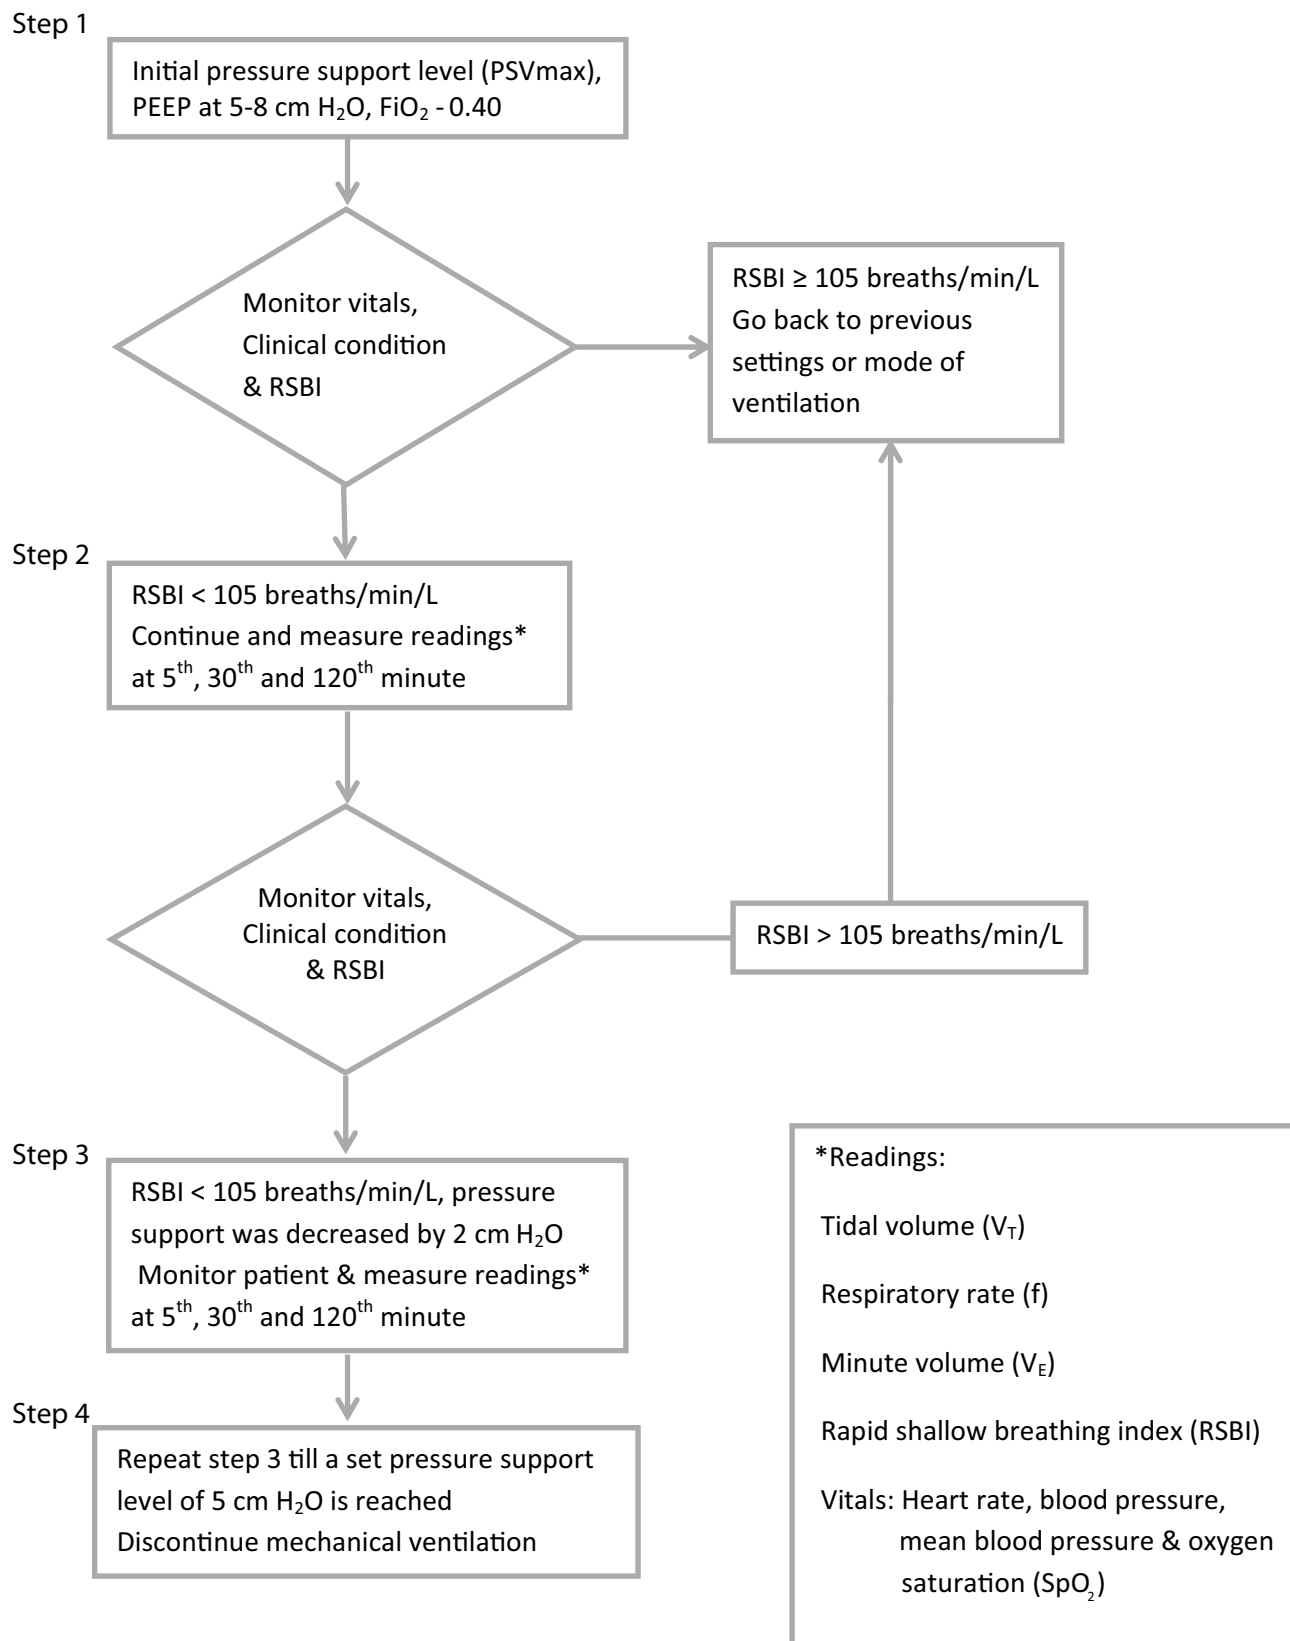 Step 1
Initial pressure support level (PSVmax),
PEEP at 5-8 cm H₂O, FiO₂ - 0.40
Monitor vitals,
Clinical condition
& RSBI
RSBI ≥ 105 breaths/min/L
Go back to previous
settings or mode of
ventilation
Step 2
RSBI < 105 breaths/min/L
Continue and measure readings*
at 5ᵗʰ, 30ᵗʰ and 120ᵗʰ minute
Monitor vitals,
Clinical condition
& RSBI
RSBI > 105 breaths/min/L
Step 3
RSBI < 105 breaths/min/L, pressure
support was decreased by 2 cm H₂O
Monitor patient & measure readings*
at 5ᵗʰ, 30ᵗʰ and 120ᵗʰ minute
Step 4
Repeat step 3 till a set pressure support
level of 5 cm H₂O is reached
Discontinue mechanical ventilation
*Readings:
Tidal volume (V_T)
Respiratory rate (f)
Minute volume (V_E)
Rapid shallow breathing index (RSBI)
Vitals: Heart rate, blood pressure,
mean blood pressure & oxygen
saturation (SpO₂)